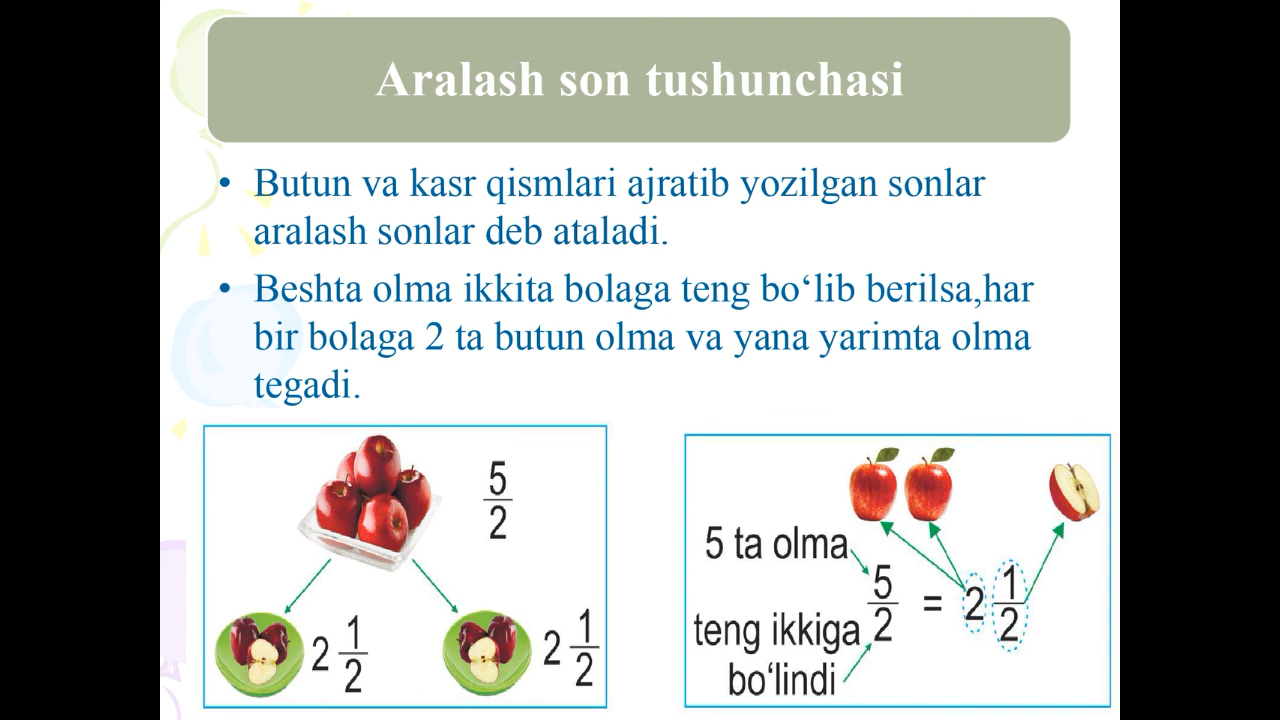 Aralash son tushunchasi
• Butun va kasr qismlari ajratib yozilgan sonlar
aralash sonlar deb ataladi.
• Beshta olma ikkita bolaga teng bo‘lib berilsa,har
bir bolaga 2 ta butun olma va yana yarimta olma
tegadi.
5/2
2 1/2
2 1/2
5 ta olma
5/2 = 2 1/2
teng ikkiga
bo‘lindi